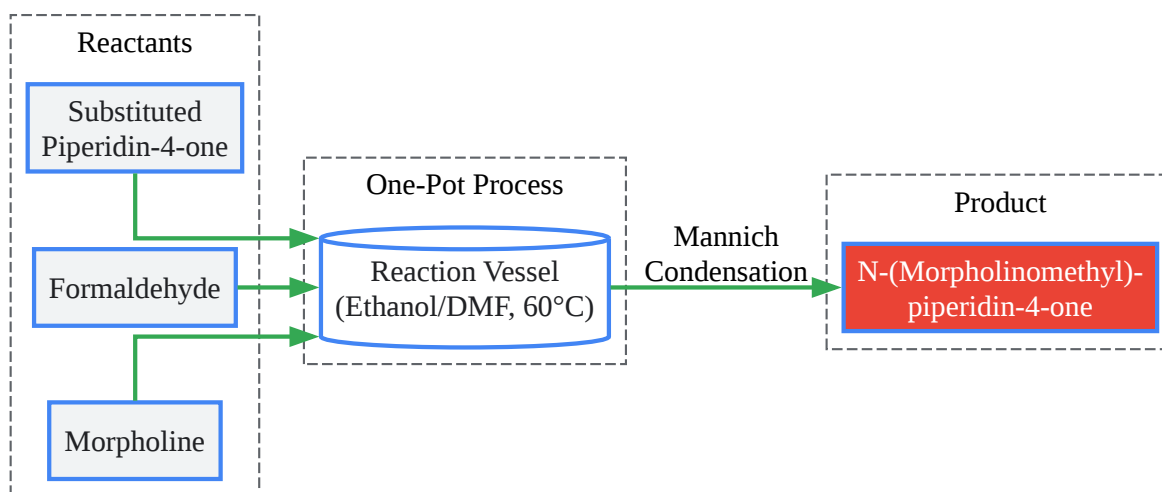 Reactants
Substituted
Piperidin-4-one
Formaldehyde
Morpholine
One-Pot Process
Reaction Vessel
(Ethanol/DMF, 60°C)
Mannich
Condensation
Product
N-(Morpholinomethyl)-
piperidin-4-one